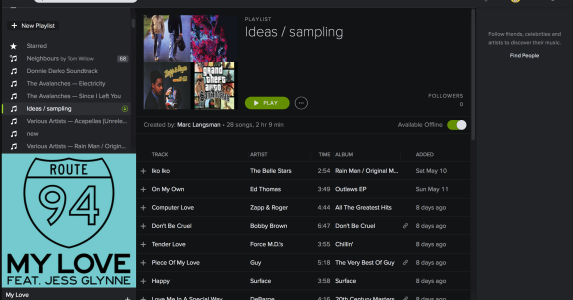 + New Playlist
Starred
Neighbours by Tom Willow 58
Donnie Darko Soundtrack
The Avalanches — Electricity
The Avalanches — Since I Left You
Ideas / sampling
Various Artists — Acapellas (Unrele...
new
Various Artists — Rain Man / Origin...
ROUTE
94
MY LOVE
FEAT. JESS GLYNNE
My Love
PLAYLIST
Ideas / sampling
PLAY
FOLLOWERS
0
Created by: Marc Langsman • 28 songs, 2 hr 9 min
Available Offline
TRACK ARTIST TIME ALBUM ADDED
Iko Iko The Belle Stars 2:54 Rain Man / Original M... Sat May 10
On My Own Ed Thomas 3:49 Outlaws EP Sun May 11
Computer Love Zapp & Roger 4:44 All The Greatest Hits 8 days ago
Don't Be Cruel Bobby Brown 6:47 Don't Be Cruel 8 days ago
Tender Love Force M.D.'s 3:55 Chillin' 8 days ago
Piece Of My Love Guy 5:18 The Very Best Of Guy 8 days ago
Happy Surface 3:58 Surface 8 days ago
Love Me In A Special Way DeBarge 4:16 20th Century Masters 8 days ago
Follow friends, celebrities and
artists to discover their music.
Find People